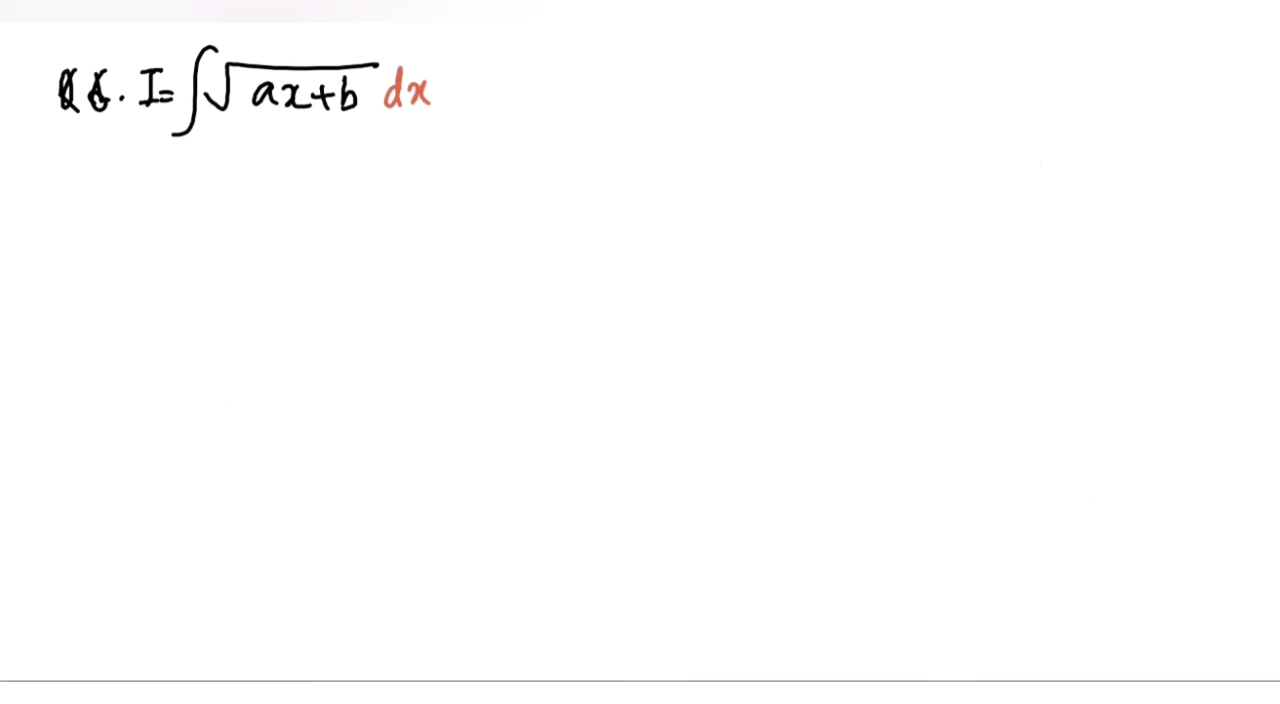 Q6. I= ∫√(ax+b) dx